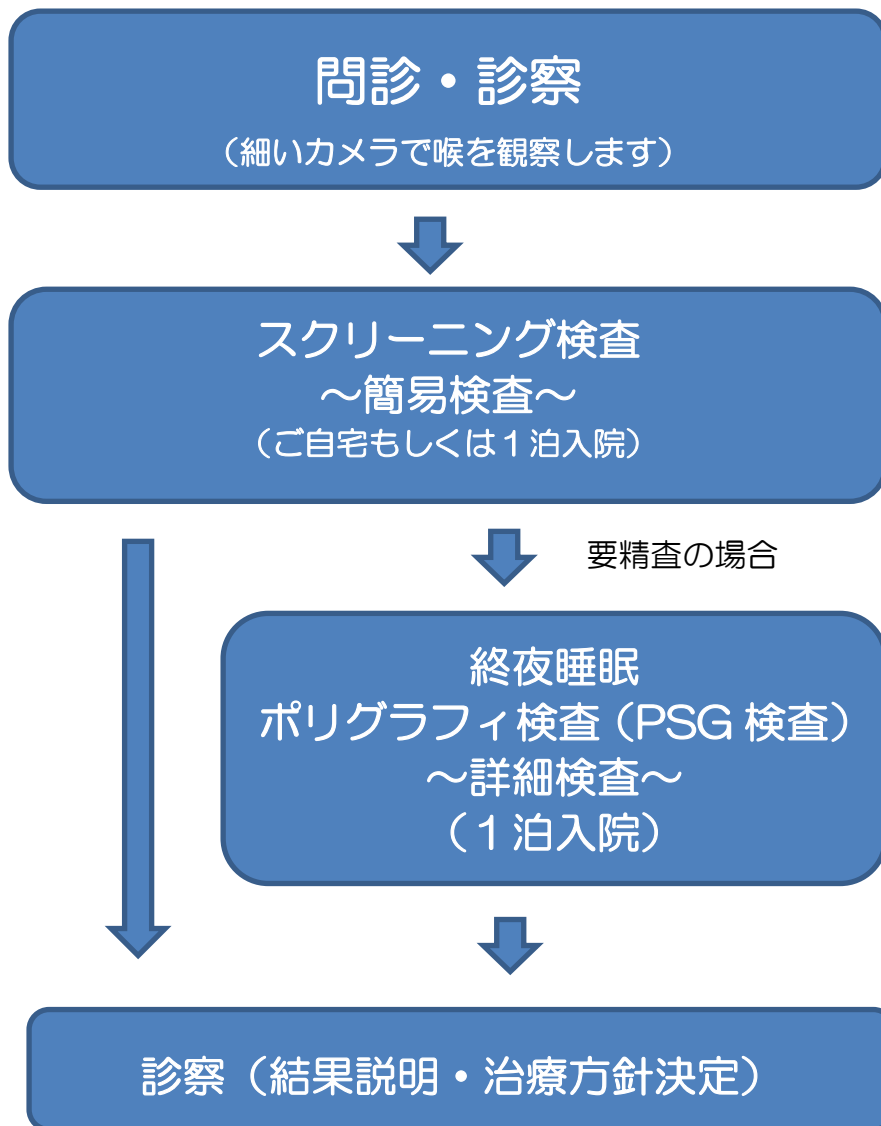 問診・診察
（細いカメラで喉を観察します）
スクリーニング検査
～簡易検査～
（ご自宅もしくは１泊入院）
要精査の場合
終夜睡眠
ポリグラフィ検査（PSG 検査）
～詳細検査～
（１泊入院）
診察（結果説明・治療方針決定）